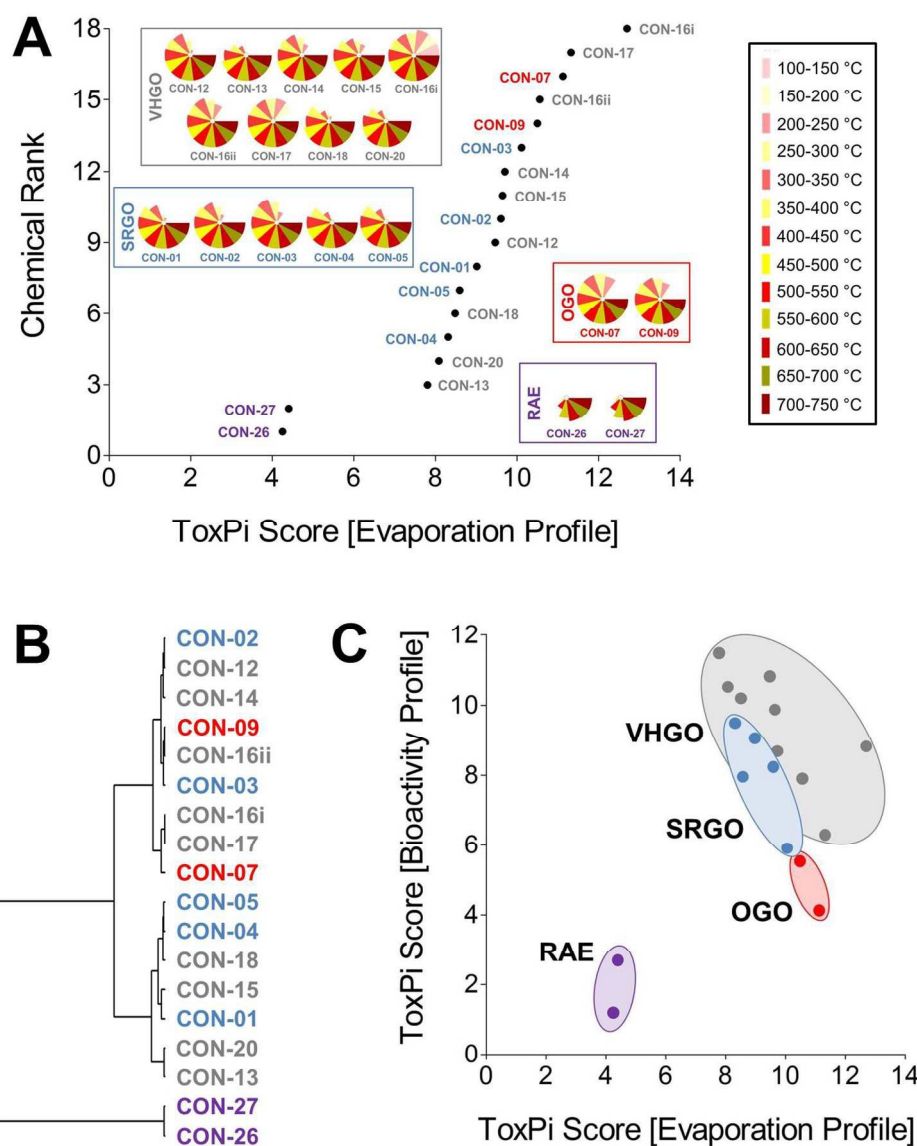 A
Chemical Rank
18
15
12
9
6
3
0
VHGO
CON-12 CON-13 CON-14 CON-15 CON-16i
CON-16ii CON-17 CON-18 CON-20
SRGO
CON-01 CON-02 CON-03 CON-04 CON-05
CON-16i
CON-17
CON-07
CON-16ii
CON-09
CON-03
CON-14
CON-15
CON-02
CON-12
CON-01
CON-05
CON-18
CON-04
CON-20
CON-13
CON-27
CON-26
OGO
CON-07 CON-09
RAE
CON-26 CON-27
0 2 4 6 8 10 12 14
ToxPi Score [Evaporation Profile]
100-150 °C
150-200 °C
200-250 °C
250-300 °C
300-350 °C
350-400 °C
400-450 °C
450-500 °C
500-550 °C
550-600 °C
600-650 °C
650-700 °C
700-750 °C
B
CON-02
CON-12
CON-14
CON-09
CON-16ii
CON-03
CON-16i
CON-17
CON-07
CON-05
CON-04
CON-18
CON-15
CON-01
CON-20
CON-13
CON-27
CON-26
C
ToxPi Score [Bioactivity Profile]
12
10
8
6
4
2
0
VHGO
SRGO
OGO
RAE
0 2 4 6 8 10 12 14
ToxPi Score [Evaporation Profile]